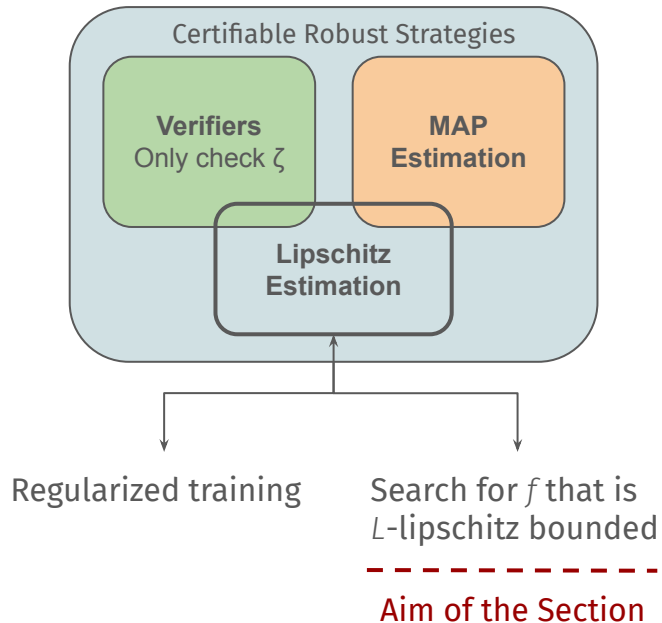 Certifiable Robust Strategies
Verifiers
Only check ζ
MAP
Estimation
Lipschitz
Estimation
Regularized training
Search for f that is
L-lipschitz bounded
Aim of the Section